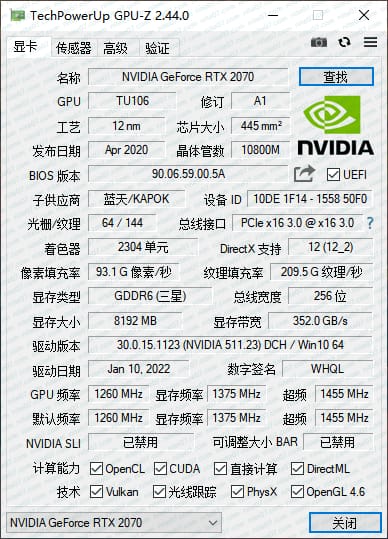 TechPowerUp GPU-Z 2.44.0
显卡 传感器 高级 验证
名称 NVIDIA GeForce RTX 2070 查找
GPU TU106 修订 A1
工艺 12 nm 芯片大小 445 mm²
发布日期 Apr 2020 晶体管数 10800M
NVIDIA
BIOS 版本 90.06.59.00.5A UEFI
子供应商 蓝天/KAPOK 设备 ID 10DE 1F14 - 1558 50F0
光栅/纹理 64 / 144 总线接口 PCIe x16 3.0 @ x16 3.0 ?
着色器 2304 单元 DirectX 支持 12 (12_2)
像素填充率 93.1 G 像素/秒 纹理填充率 209.5 G 纹理/秒
显存类型 GDDR6 (三星) 总线宽度 256 位
显存大小 8192 MB 显存带宽 352.0 GB/s
驱动版本 30.0.15.1123 (NVIDIA 511.23) DCH / Win10 64
驱动日期 Jan 10, 2022 数字签名 WHQL
GPU 频率 1260 MHz 显存频率 1375 MHz 超频 1455 MHz
默认频率 1260 MHz 显存频率 1375 MHz 超频 1455 MHz
NVIDIA SLI 已禁用 可调整大小 BAR 已禁用
计算能力 OpenCL CUDA 直接计算 DirectML
技术 Vulkan 光线跟踪 PhysX OpenGL 4.6
NVIDIA GeForce RTX 2070 关闭